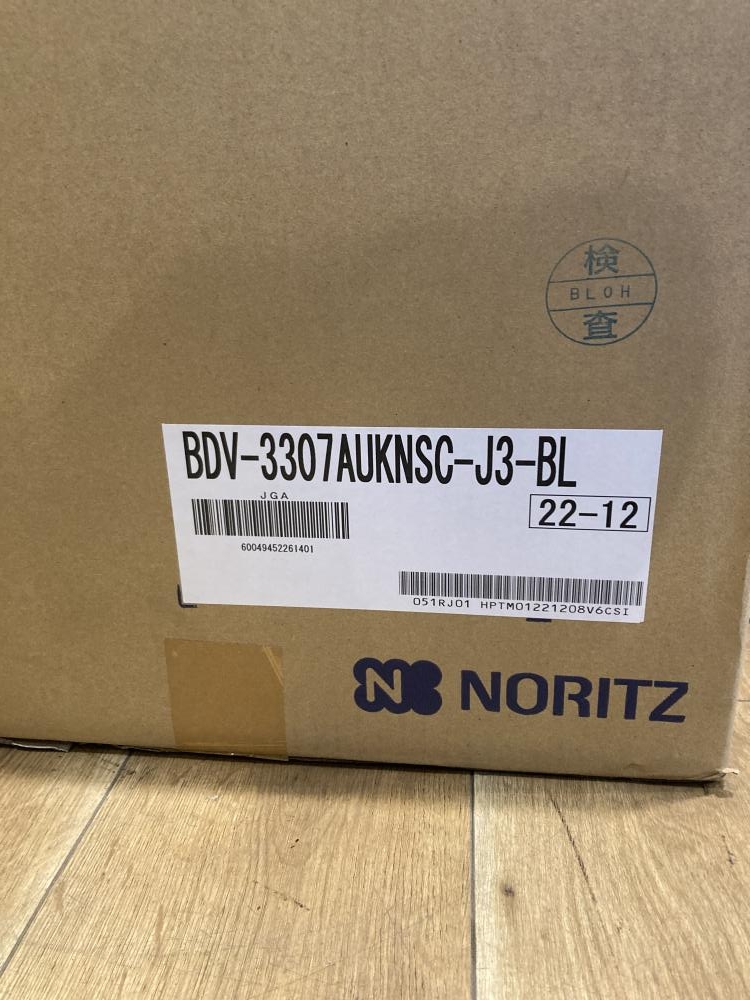 検
BLOH
査
BDV-3307AUKNSC-J3-BL
JGA
22-12
60049452261401
051RJ01 HPTM01221208V6CSI
NORITZ